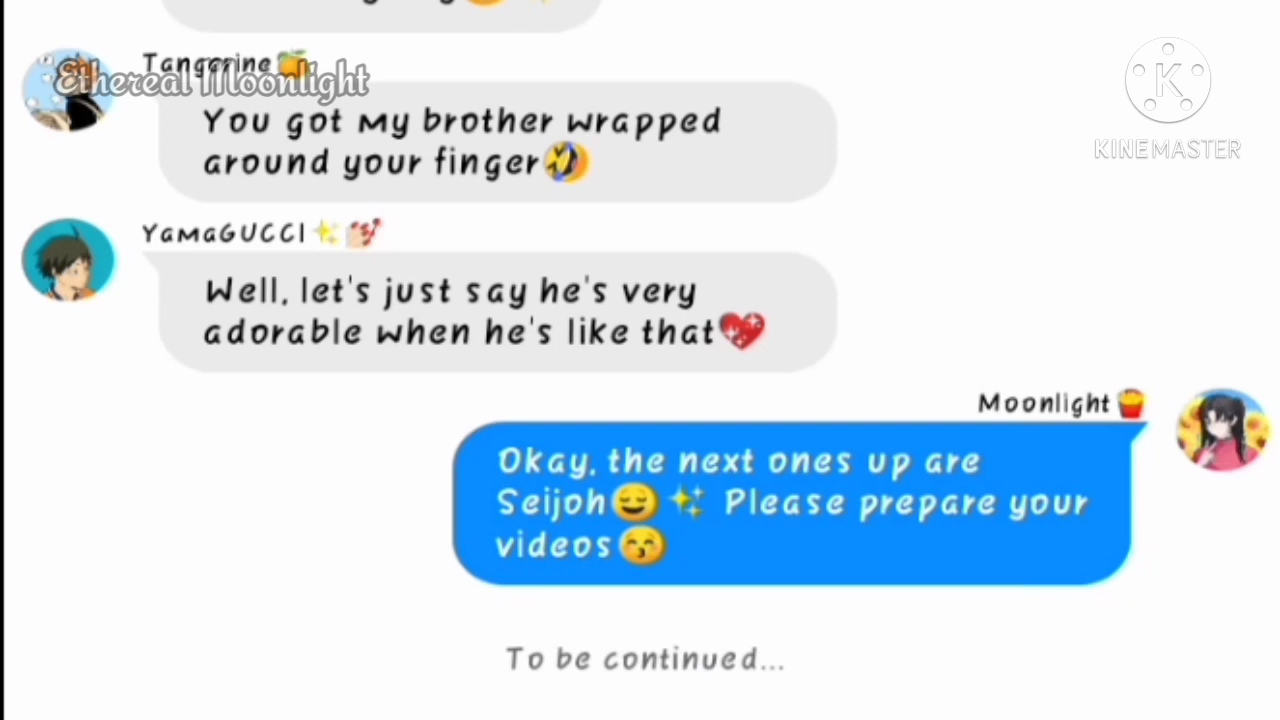 Tangerine🍊
Ethereal Moonlight
KINEMASTER
You got my brother wrapped
around your finger🤣
YamaGUCCI✨💅
Well, let's just say he's very
adorable when he's like that💖
Moonlight🍟
Okay, the next ones up are
Seijoh😌✨ Please prepare your
videos😙
To be continued...